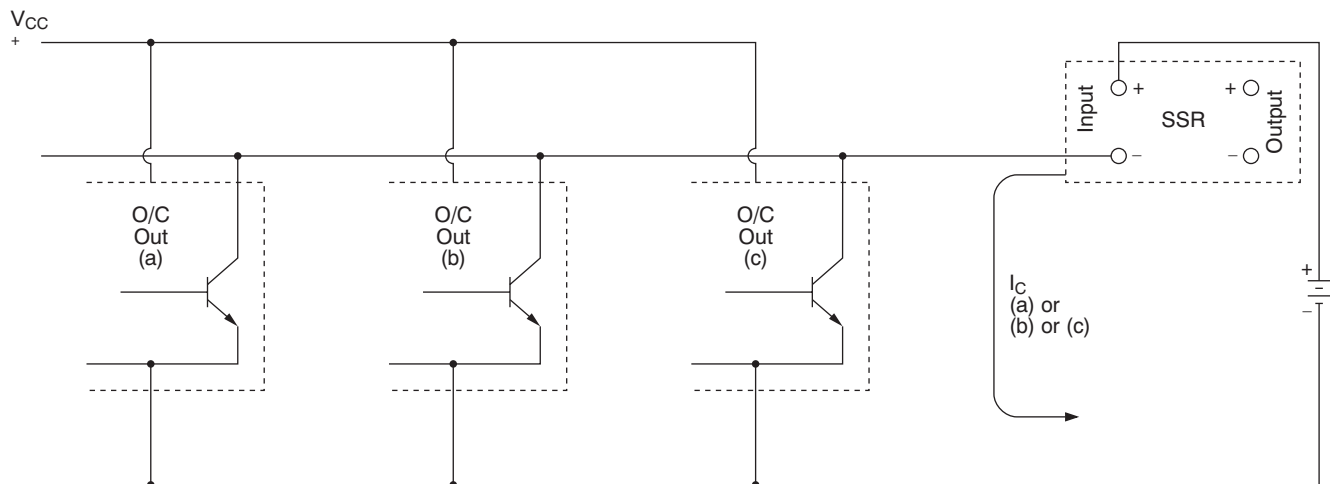 VCC
+
Input
+
−
SSR
+
−
Output
O/C
Out
(a)
O/C
Out
(b)
O/C
Out
(c)
IC
(a) or
(b) or (c)
+
−